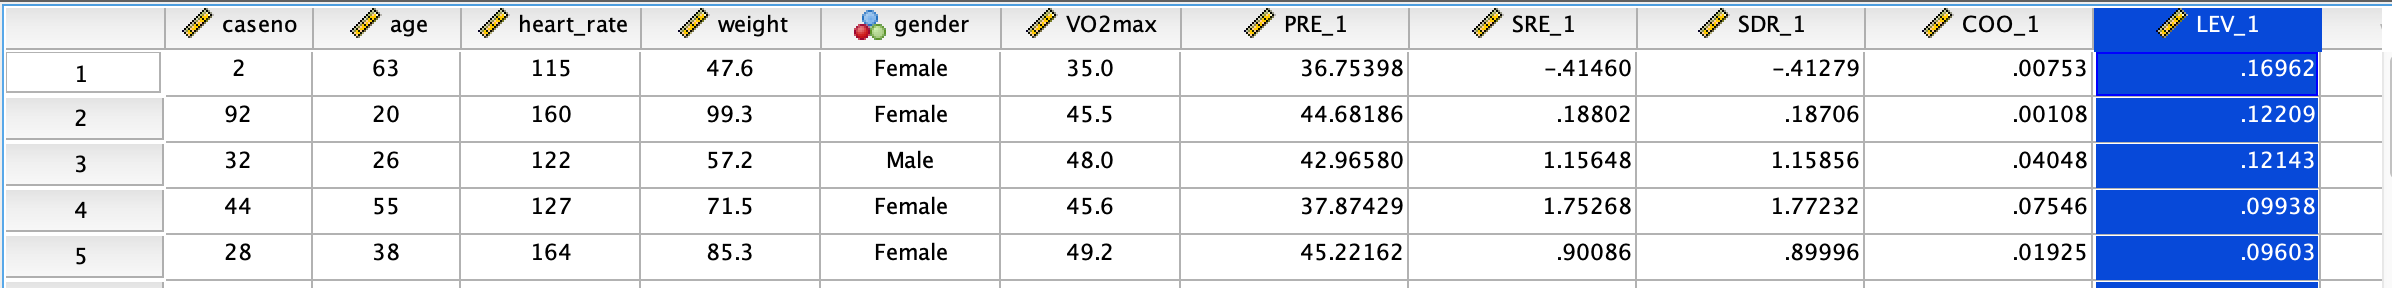 caseno age heart_rate weight gender VO2max PRE_1 SRE_1 SDR_1 COO_1 LEV_1
1 2 63 115 47.6 Female 35.0 36.75398 -.41460 -.41279 .00753 .16962
2 92 20 160 99.3 Female 45.5 44.68186 .18802 .18706 .00108 .12209
3 32 26 122 57.2 Male 48.0 42.96580 1.15648 1.15856 .04048 .12143
4 44 55 127 71.5 Female 45.6 37.87429 1.75268 1.77232 .07546 .09938
5 28 38 164 85.3 Female 49.2 45.22162 .90086 .89996 .01925 .09603